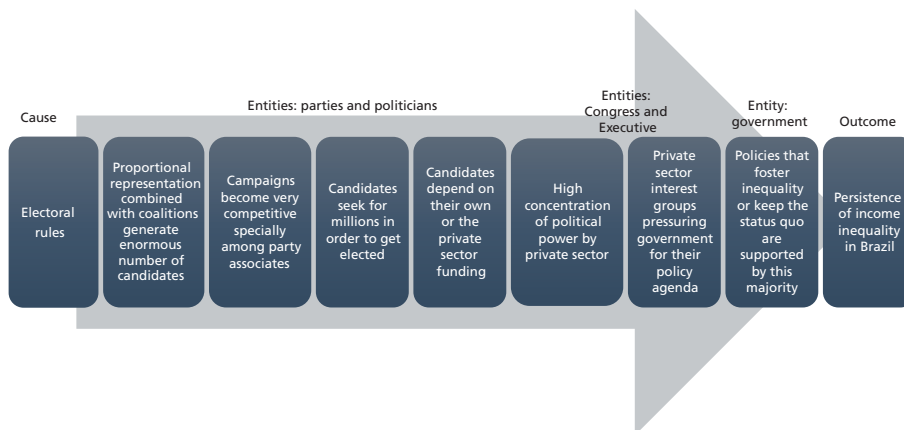 Cause
Entities: parties and politicians
Entities:
Congress and
Executive
Entity:
government
Outcome
Electoral
rules
Proportional
representation
combined
with coalitions
generate
enormous
number of
candidates
Campaigns
become very
competitive
specially
among party
associates
Candidates
seek for
millions in
order to get
elected
Candidates
depend on
their own
or the
private
sector
funding
High
concentration
of political
power by
private sector
Private
sector
interest
groups
pressuring
government
for their
policy
agenda
Policies that
foster
inequality
or keep the
status quo
are
supported
by this
majority
Persistence
of income
inequality
in Brazil